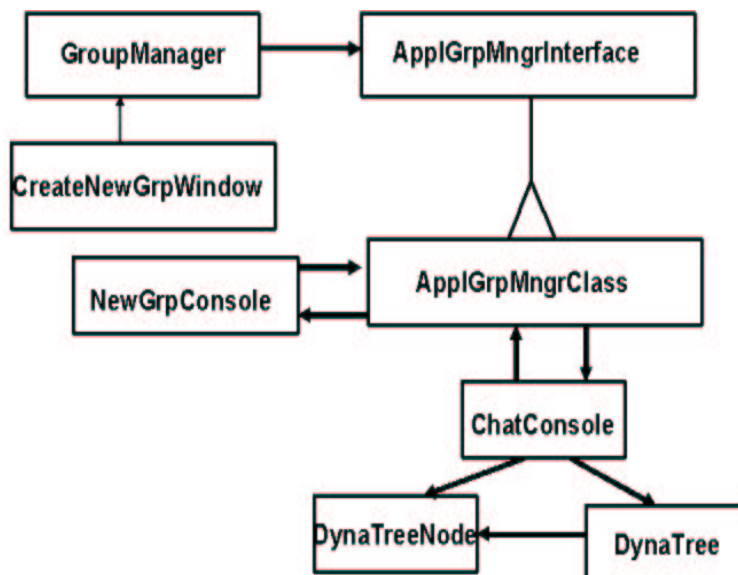 GroupManager
ApplGrpMngrInterface
CreateNewGrpWindow
ApplGrpMngrClass
NewGrpConsole
ChatConsole
DynaTreeNode
DynaTree